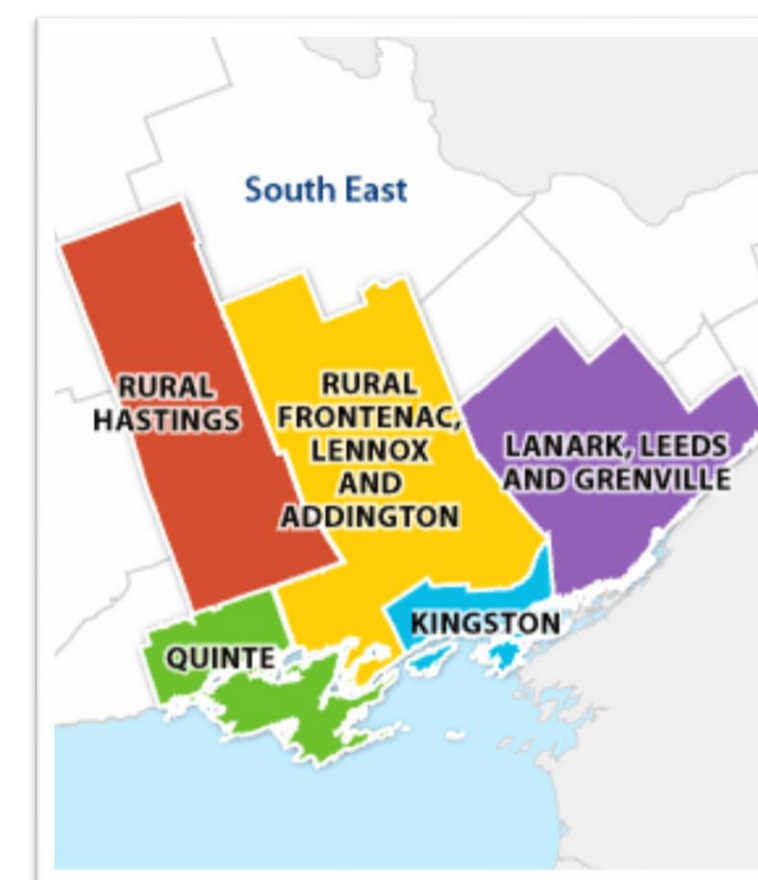 South East
RURAL
HASTINGS
RURAL
FRONTENAC,
LENNOX
AND
ADDINGTON
LANARK, LEEDS
AND GRENVILLE
KINGSTON
QUINTE